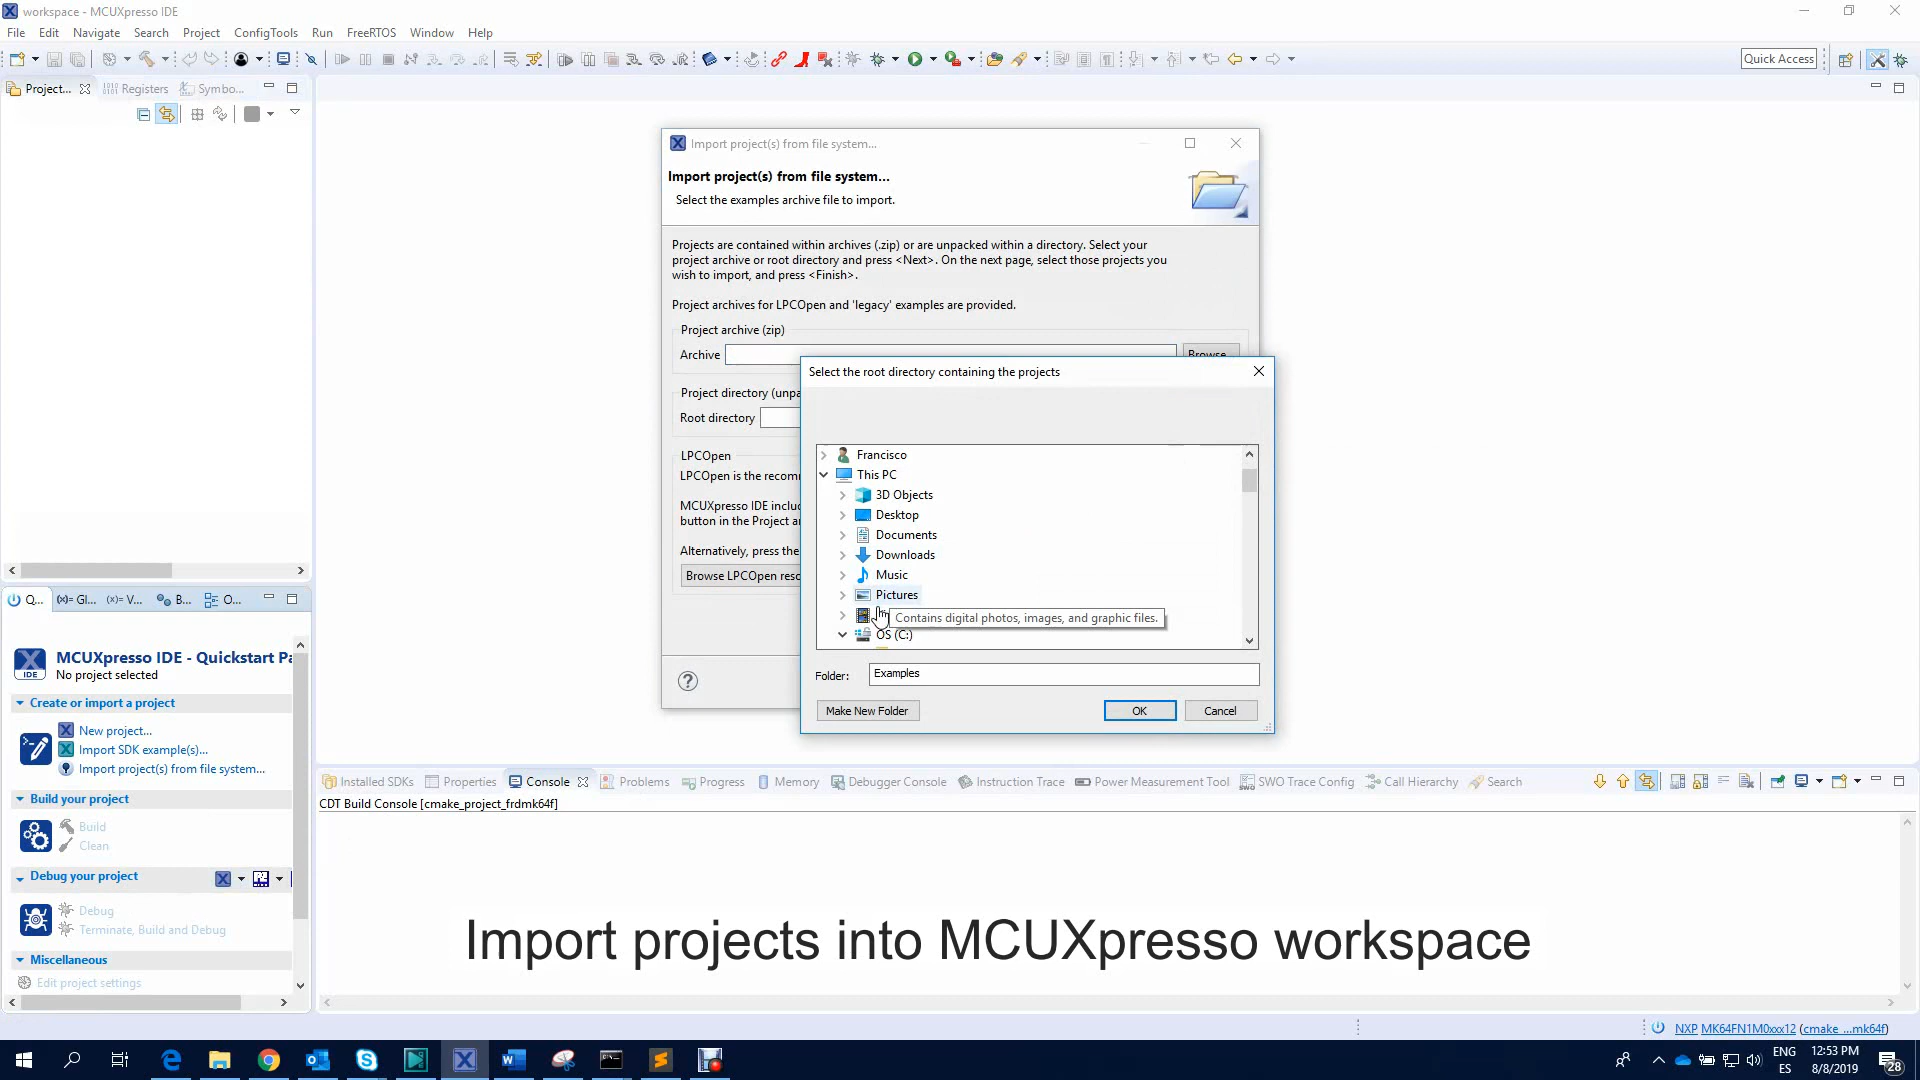 workspace - MCUXpresso IDE
File Edit Navigate Search Project ConfigTools Run FreeRTOS Window Help
Quick Access
Project... Registers Symbo...
Import project(s) from file system...
Import project(s) from file system...
Select the examples archive file to import.
Projects are contained within archives (.zip) or are unpacked within a directory. Select your
project archive or root directory and press <Next>. On the next page, select those projects you
wish to import, and press <Finish>.
Project archives for LPCOpen and 'legacy' examples are provided.
Project archive (zip)
Archive Browse...
Project directory (unpa
Root directory
LPCOpen
LPCOpen is the recom
MCUXpresso IDE inclu
button in the Project a
Alternatively, press the
Browse LPCOpen reso
Select the root directory containing the projects
Francisco
This PC
3D Objects
Desktop
Documents
Downloads
Music
Pictures
Contains digital photos, images, and graphic files.
OS (C:)
Folder: Examples
Make New Folder OK Cancel
Q... (x)= Gl... (x)= V... B... O...
MCUXpresso IDE - Quickstart Pa
No project selected
IDE
Create or import a project
New project...
Import SDK example(s)...
Import project(s) from file system...
Build your project
Build
Clean
Debug your project
Debug
Terminate, Build and Debug
Miscellaneous
Edit project settings
Installed SDKs Properties Console Problems Progress Memory Debugger Console Instruction Trace Power Measurement Tool SWO Trace Config Call Hierarchy Search
CDT Build Console [cmake_project_frdmk64f]
Import projects into MCUXpresso workspace
NXP MK64FN1M0xxx12 (cmake_...mk64f)
ENG
ES
12:53 PM
8/8/2019
28